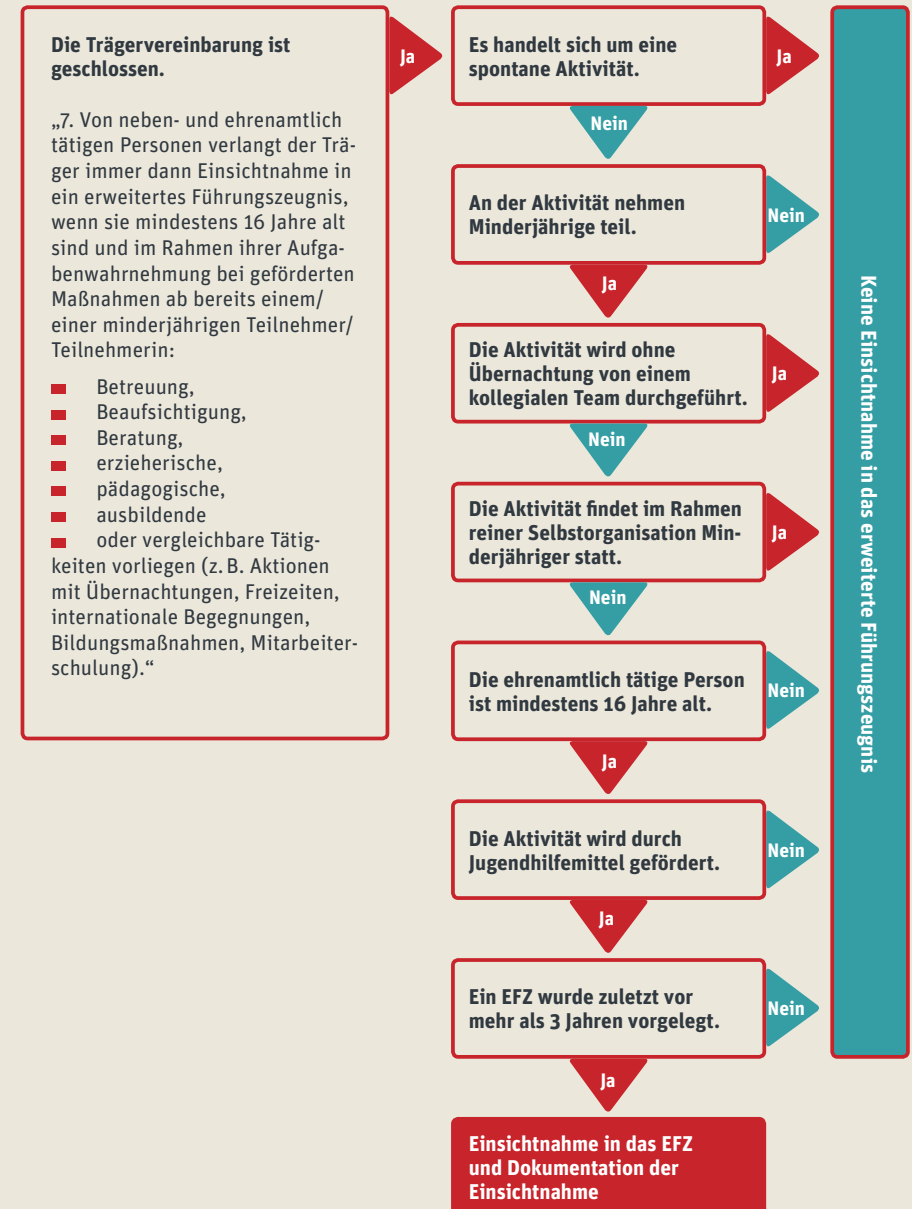 Die Trägervereinbarung ist
geschlossen.
„7. Von neben- und ehrenamtlich
tätigen Personen verlangt der Trä-
ger immer dann Einsichtnahme in
ein erweitertes Führungszeugnis,
wenn sie mindestens 16 Jahre alt
sind und im Rahmen ihrer Aufga-
benwahrnehmung bei geförderten
Maßnahmen ab bereits einem/
einer minderjährigen Teilnehmer/
Teilnehmerin:
Betreuung,
Beaufsichtigung,
Beratung,
erzieherische,
pädagogische,
ausbildende
oder vergleichbare Tätig-
keiten vorliegen (z. B. Aktionen
mit Übernachtungen, Freizeiten,
internationale Begegnungen,
Bildungsmaßnahmen, Mitarbeiter-
schulung).“
Ja
Es handelt sich um eine
spontane Aktivität.
Ja
Nein
An der Aktivität nehmen
Minderjährige teil.
Nein
Ja
Die Aktivität wird ohne
Übernachtung von einem
kollegialen Team durchgeführt.
Ja
Nein
Die Aktivität findet im Rahmen
reiner Selbstorganisation Min-
derjähriger statt.
Ja
Nein
Die ehrenamtlich tätige Person
ist mindestens 16 Jahre alt.
Nein
Ja
Die Aktivität wird durch
Jugendhilfemittel gefördert.
Nein
Ja
Ein EFZ wurde zuletzt vor
mehr als 3 Jahren vorgelegt.
Nein
Ja
Einsichtnahme in das EFZ
und Dokumentation der
Einsichtnahme
Keine Einsichtnahme in das erweiterte Führungszeugnis